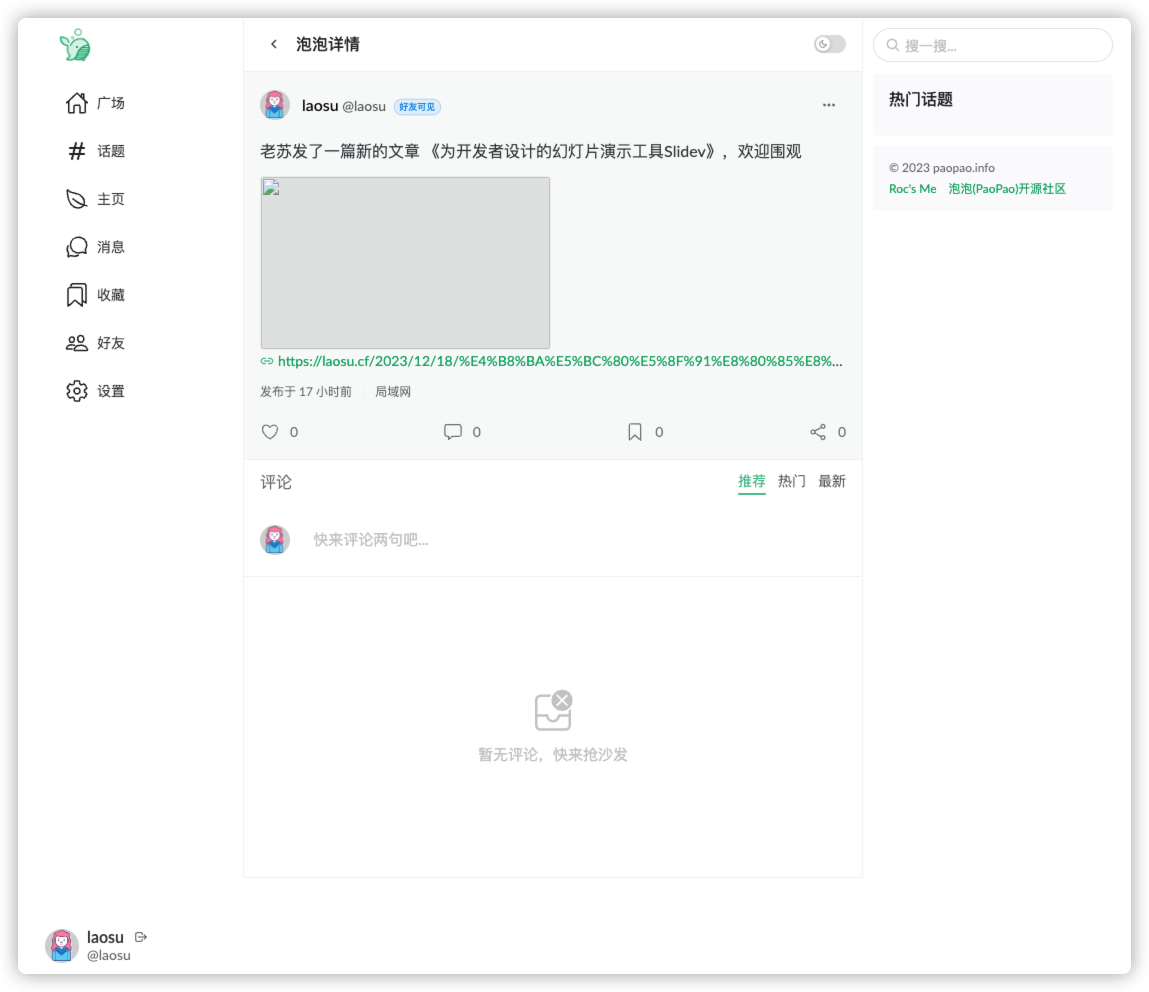 广场
话题
主页
消息
收藏
好友
设置
laosu
@laosu
泡泡详情
laosu @laosu 好友可见
老苏发了一篇新的文章 《为开发者设计的幻灯片演示工具Slidev》，欢迎围观
https://laosu.cf/2023/12/18/%E4%B8%BA%E5%BC%80%E5%8F%91%E8%80%85%E8%...
发布于 17 小时前 局域网
0 0 0 0
评论 推荐 热门 最新
快来评论两句吧...
暂无评论，快来抢沙发
搜一搜...
热门话题
© 2023 paopao.info
Roc's Me 泡泡(PaoPao)开源社区